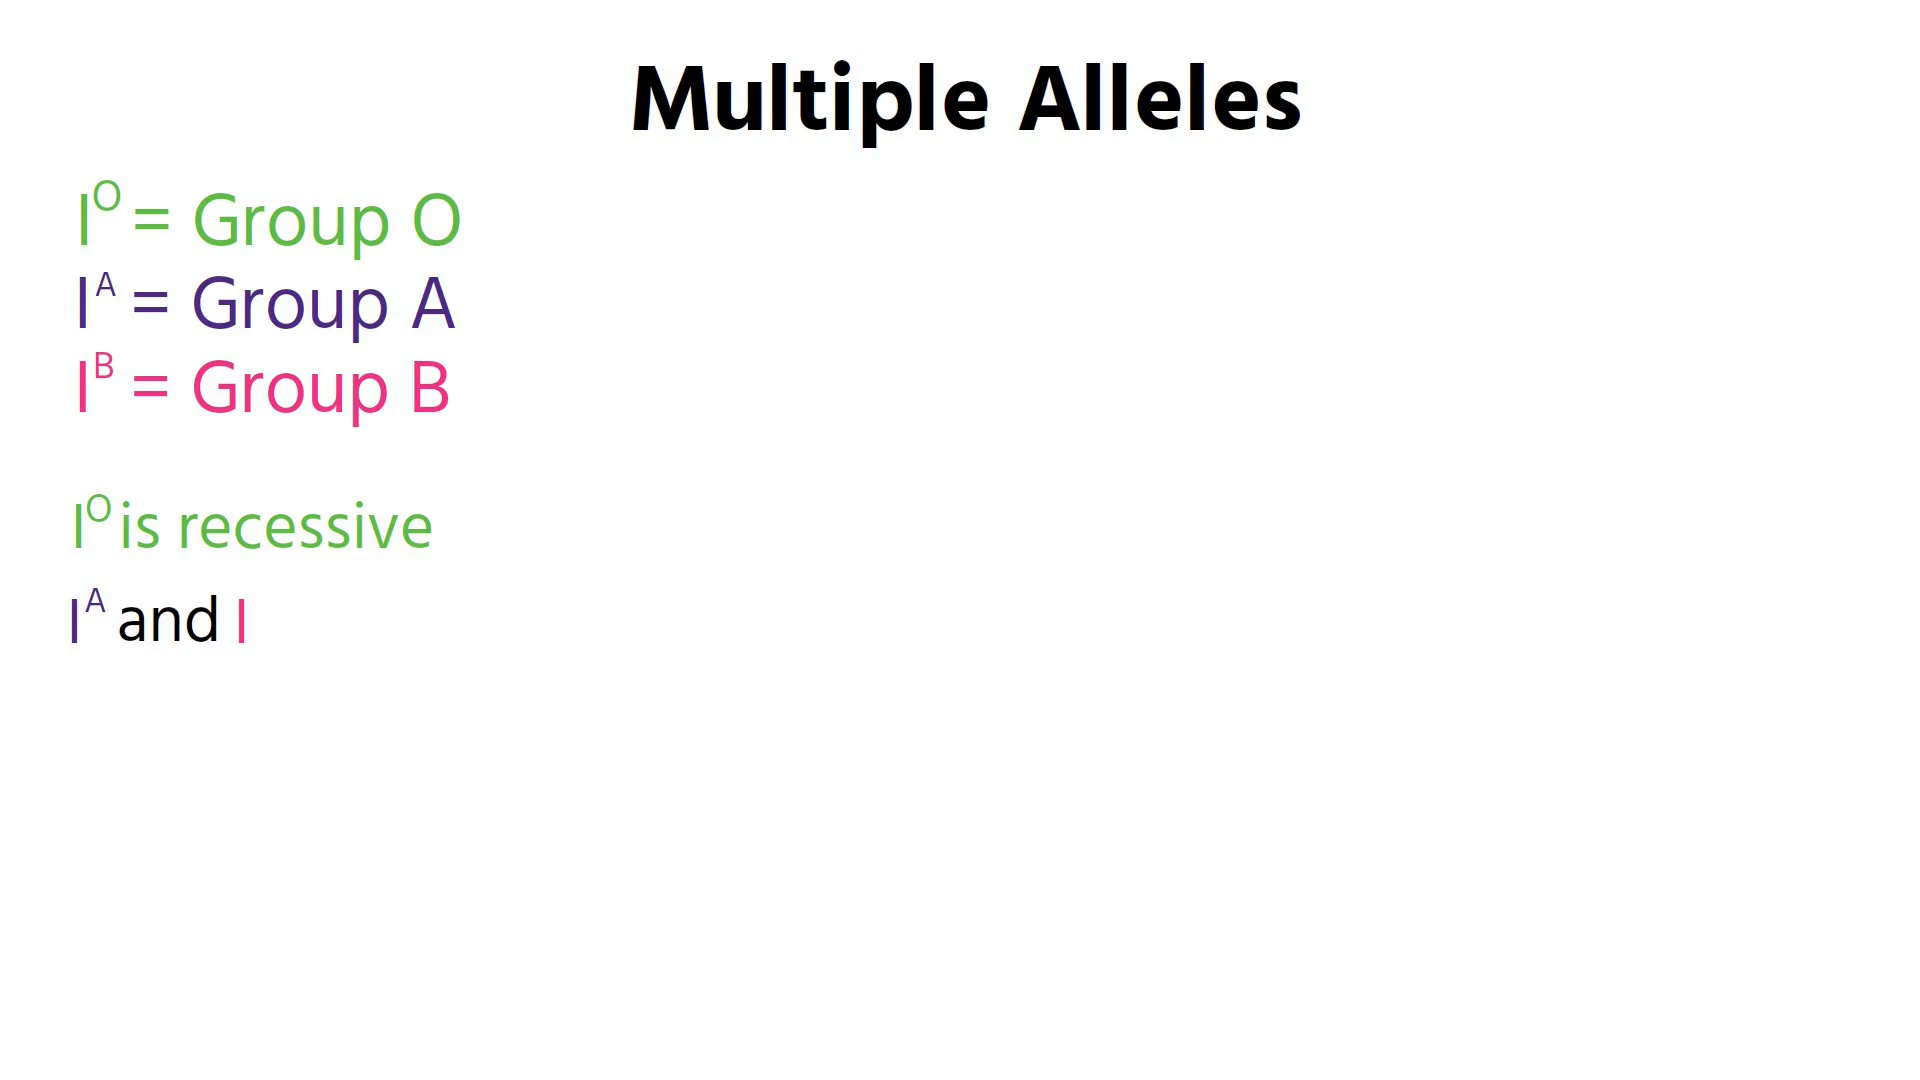 Multiple Alleles
I^O = Group O
I^A = Group A
I^B = Group B
I^O is recessive
I^A and I